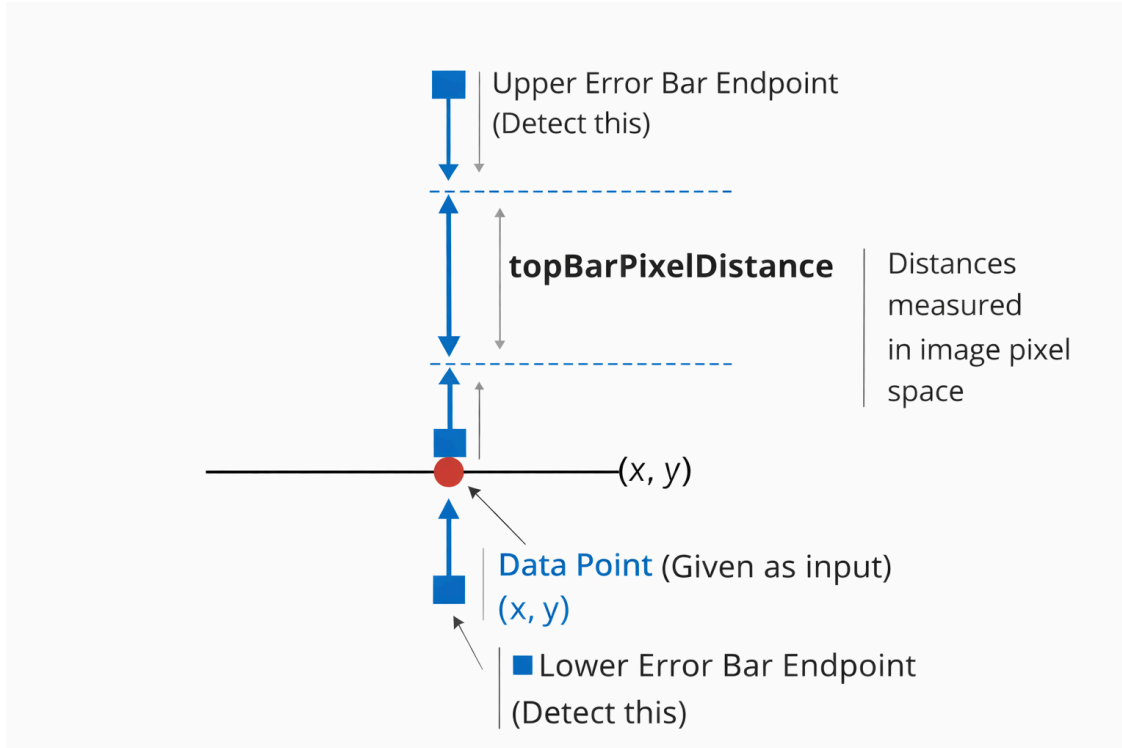 Upper Error Bar Endpoint
(Detect this)
topBarPixelDistance
Distances
measured
in image pixel
space
(x, y)
Data Point (Given as input)
(x, y)
Lower Error Bar Endpoint
(Detect this)